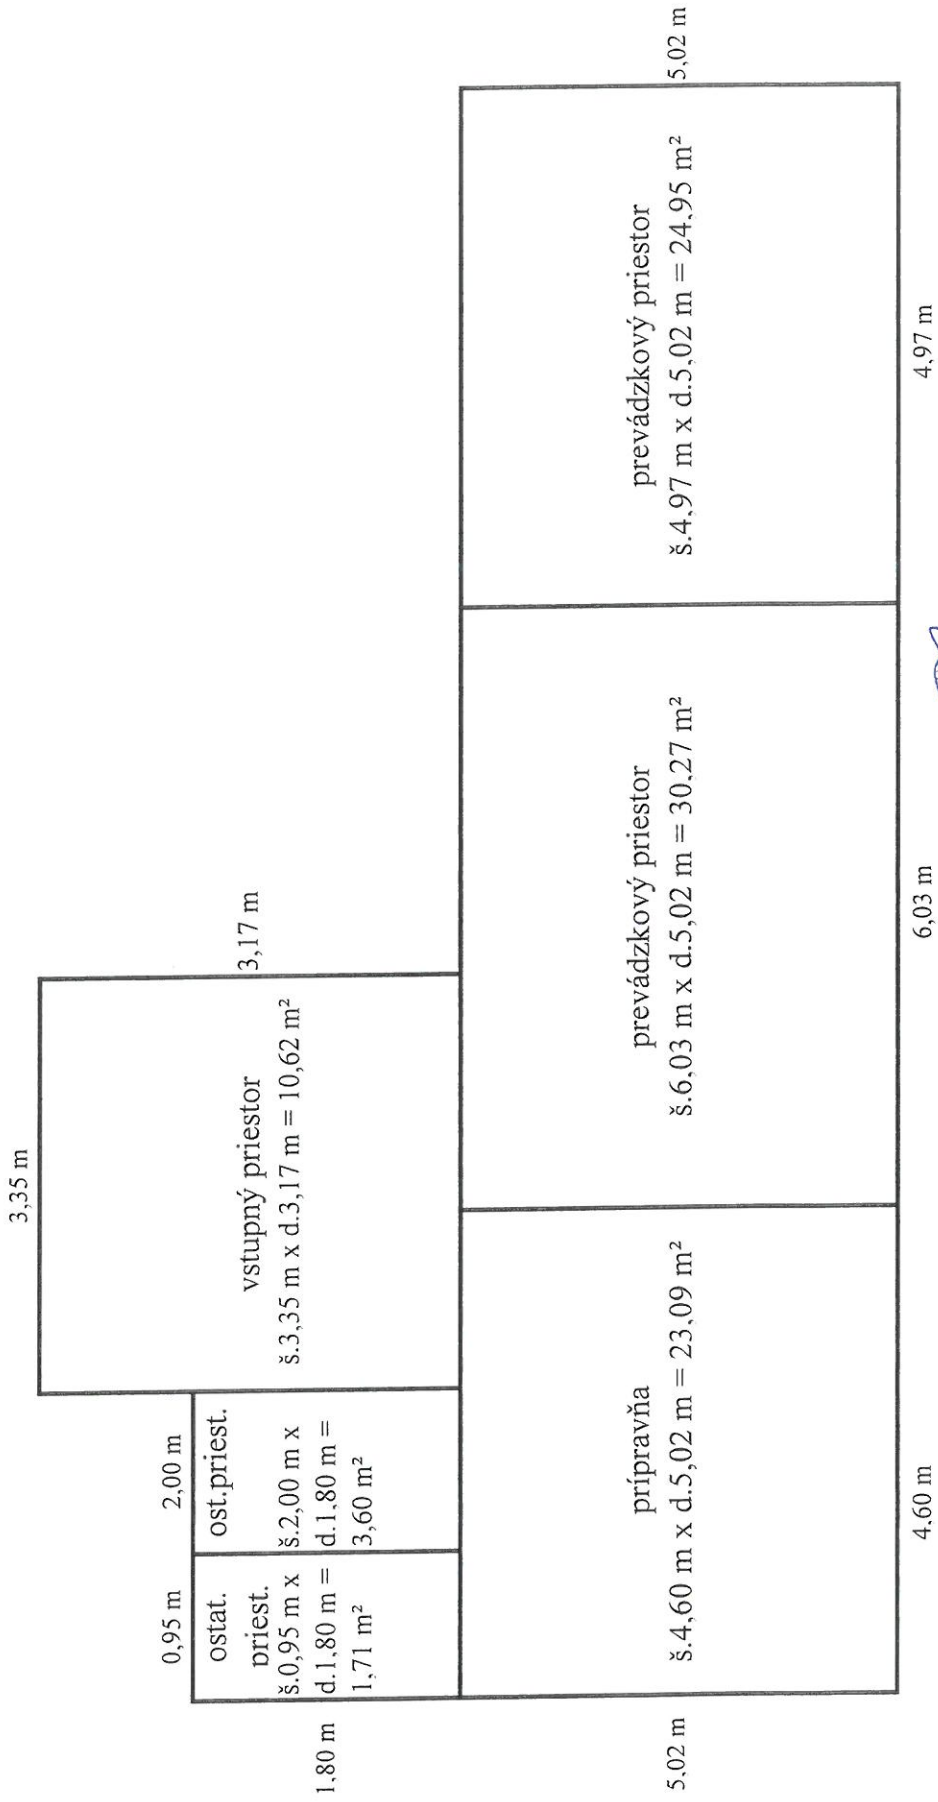 3,35 m
0,95 m
2,00 m
ostat.
priest.
š.0,95 m x
d.1,80 m =
1,71 m²
ost.priest.
š.2,00 m x
d.1,80 m =
3,60 m²
vstupný priestor
š.3,35 m x d.3,17 m = 10,62 m²
3,17 m
1,80 m
5,02 m
prípravňa
š.4,60 m x d.5,02 m = 23,09 m²
prevádzkový priestor
š.6,03 m x d.5,02 m = 30,27 m²
prevádzkový priestor
š.4,97 m x d.5,02 m = 24,95 m²
5,02 m
4,60 m
6,03 m
4,97 m